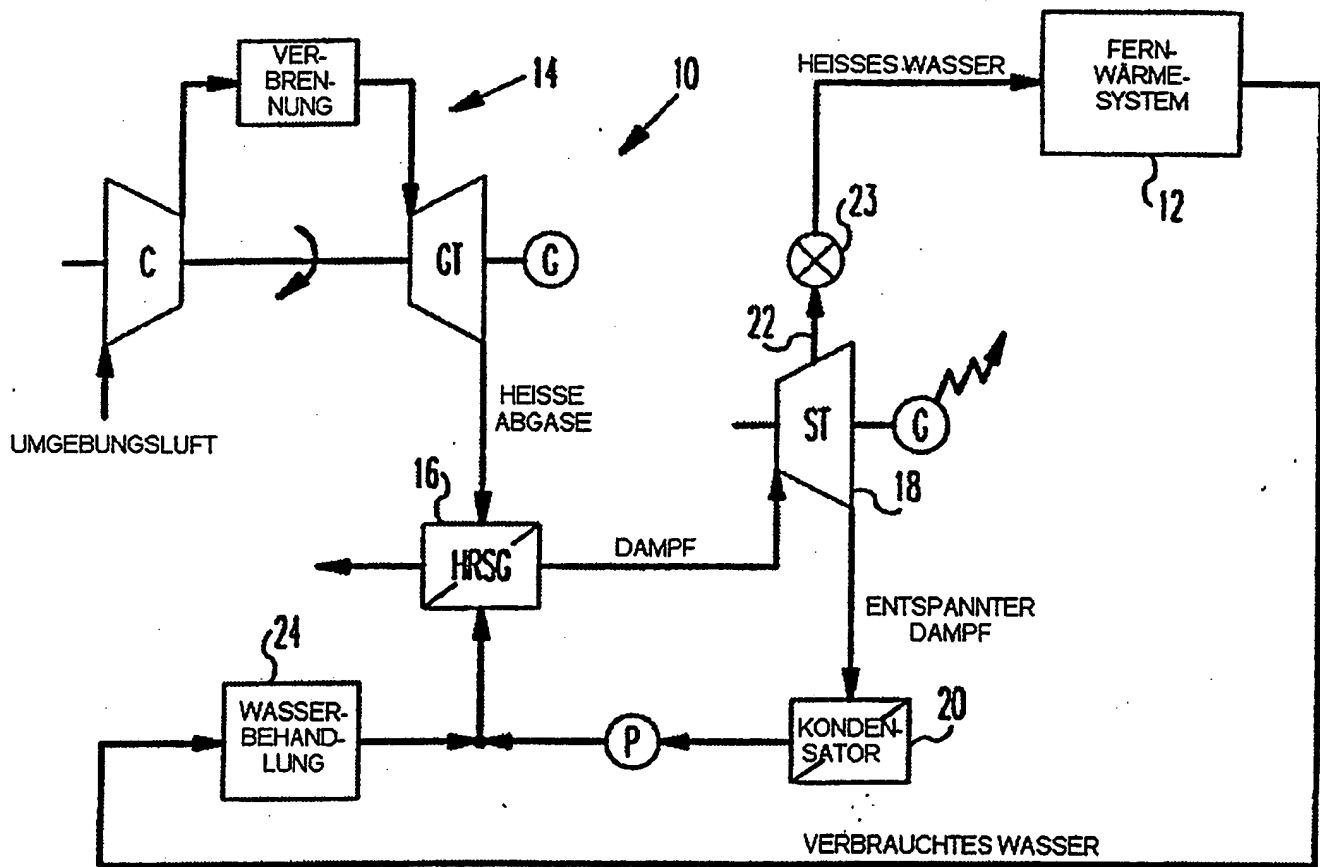 VER-
BREN-
NUNG
14
10
HEISSES WASSER
FERN-
WÄRME-
SYSTEM
12
23
C
GT
G
22
ST
G
18
UMGEBUNGSLUFT
HEISSE
ABGASE
16
HRSG
DAMPF
ENTSPANNTER
DAMPF
24
WASSER-
BEHAND-
LUNG
P
KONDEN-
SATOR
20
VERBRAUCHTES WASSER